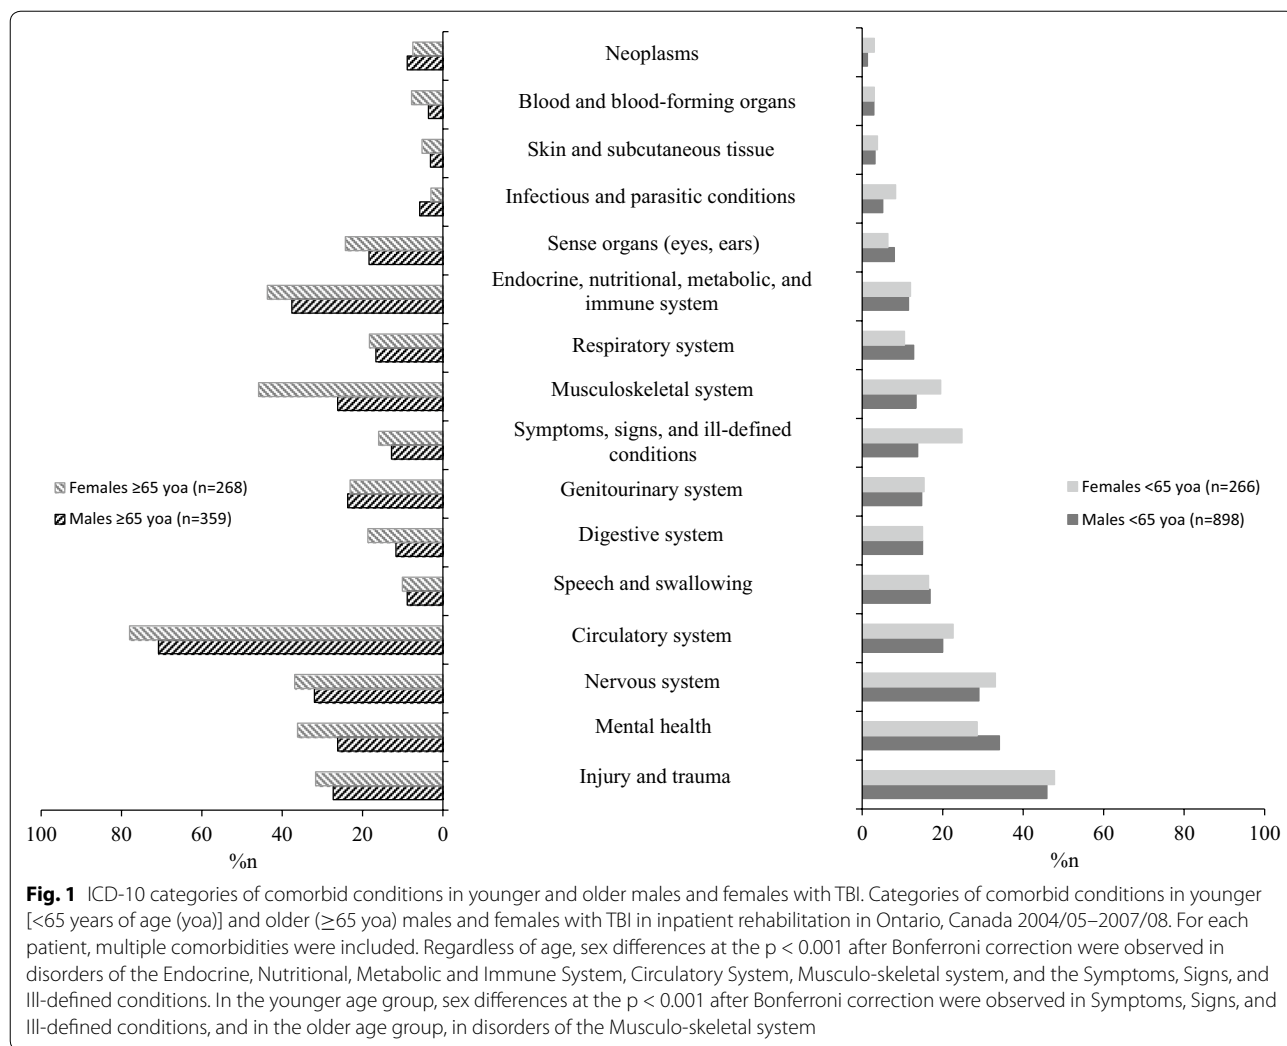 Neoplasms
Blood and blood-forming organs
Skin and subcutaneous tissue
Infectious and parasitic conditions
Sense organs (eyes, ears)
Endocrine, nutritional, metabolic, and
immune system
Respiratory system
Musculoskeletal system
Symptoms, signs, and ill-defined
conditions
Genitourinary system
Digestive system
Speech and swallowing
Circulatory system
Nervous system
Mental health
Injury and trauma
Females ≥65 yoa (n=268)
Males ≥65 yoa (n=359)
Females <65 yoa (n=266)
Males <65 yoa (n=898)
100 80 60 40 20 0
%n
0 20 40 60 80 100
%n
Fig. 1 ICD-10 categories of comorbid conditions in younger and older males and females with TBI. Categories of comorbid conditions in younger
[<65 years of age (yoa)] and older (≥65 yoa) males and females with TBI in inpatient rehabilitation in Ontario, Canada 2004/05–2007/08. For each
patient, multiple comorbidities were included. Regardless of age, sex differences at the p < 0.001 after Bonferroni correction were observed in
disorders of the Endocrine, Nutritional, Metabolic and Immune System, Circulatory System, Musculo-skeletal system, and the Symptoms, Signs, and
Ill-defined conditions. In the younger age group, sex differences at the p < 0.001 after Bonferroni correction were observed in Symptoms, Signs, and
Ill-defined conditions, and in the older age group, in disorders of the Musculo-skeletal system